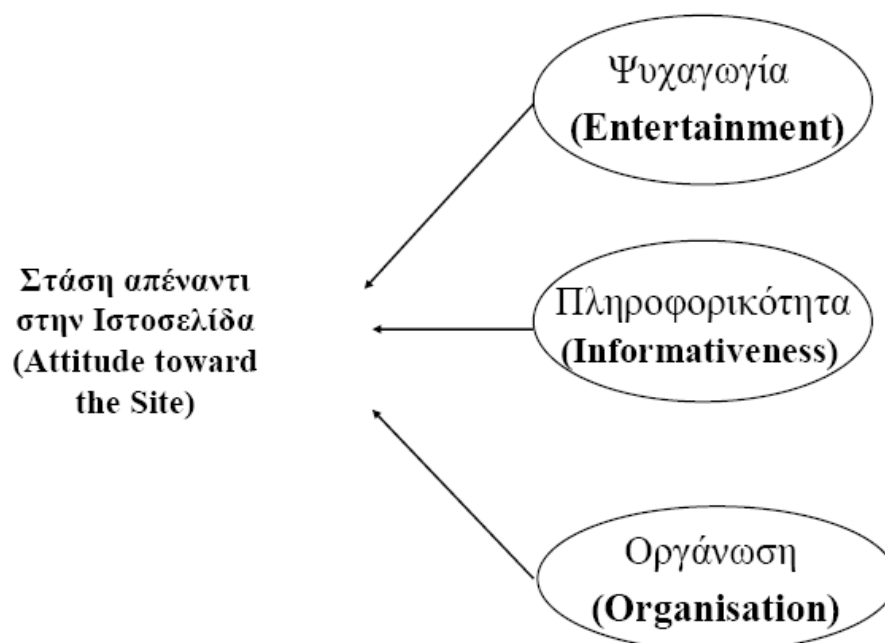 Ψυχαγωγία
(Entertainment)
Στάση απέναντι
στην Ιστοσελίδα
(Attitude toward
the Site)
Πληροφορικότητα
(Informativeness)
Οργάνωση
(Organisation)